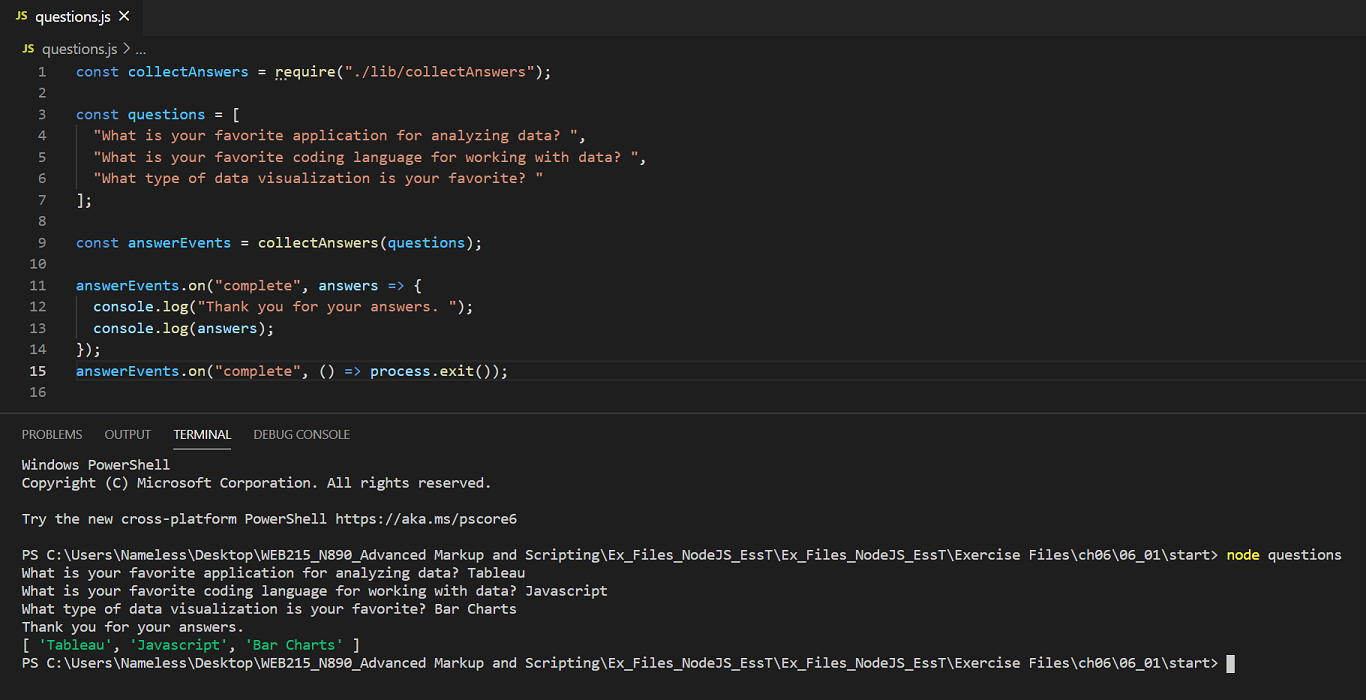 JS questions.js ×
JS questions.js > ...
1 const collectAnswers = require("./lib/collectAnswers");
2
3 const questions = [
4   "What is your favorite application for analyzing data? ",
5   "What is your favorite coding language for working with data? ",
6   "What type of data visualization is your favorite? "
7 ];
8
9 const answerEvents = collectAnswers(questions);
10
11 answerEvents.on("complete", answers => {
12   console.log("Thank you for your answers. ");
13   console.log(answers);
14 });
15 answerEvents.on("complete", () => process.exit());
16
PROBLEMS OUTPUT TERMINAL DEBUG CONSOLE
Windows PowerShell
Copyright (C) Microsoft Corporation. All rights reserved.
Try the new cross-platform PowerShell https://aka.ms/pscore6
PS C:\Users\Nameless\Desktop\WEB215_N890_Advanced Markup and Scripting\Ex_Files_NodeJS_EssT\Ex_Files_NodeJS_EssT\Exercise Files\ch06\06_01\start> node questions
What is your favorite application for analyzing data? Tableau
What is your favorite coding language for working with data? Javascript
What type of data visualization is your favorite? Bar Charts
Thank you for your answers.
[ 'Tableau', 'Javascript', 'Bar Charts' ]
PS C:\Users\Nameless\Desktop\WEB215_N890_Advanced Markup and Scripting\Ex_Files_NodeJS_EssT\Ex_Files_NodeJS_EssT\Exercise Files\ch06\06_01\start>